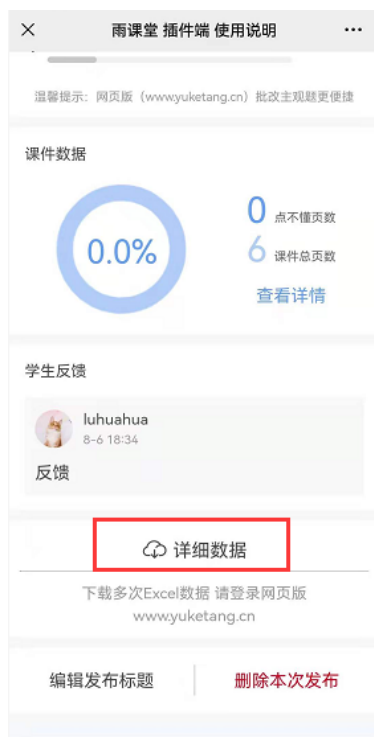 雨课堂 插件端 使用说明
温馨提示：网页版（www.yuketang.cn）批改主观题更便捷
课件数据
0.0%
0 点不懂页数
6 课件总页数
查看详情
学生反馈
luhuahua
8-6 18:34
反馈
详细数据
下载多次Excel数据 请登录网页版
www.yuketang.cn
编辑发布标题 删除本次发布